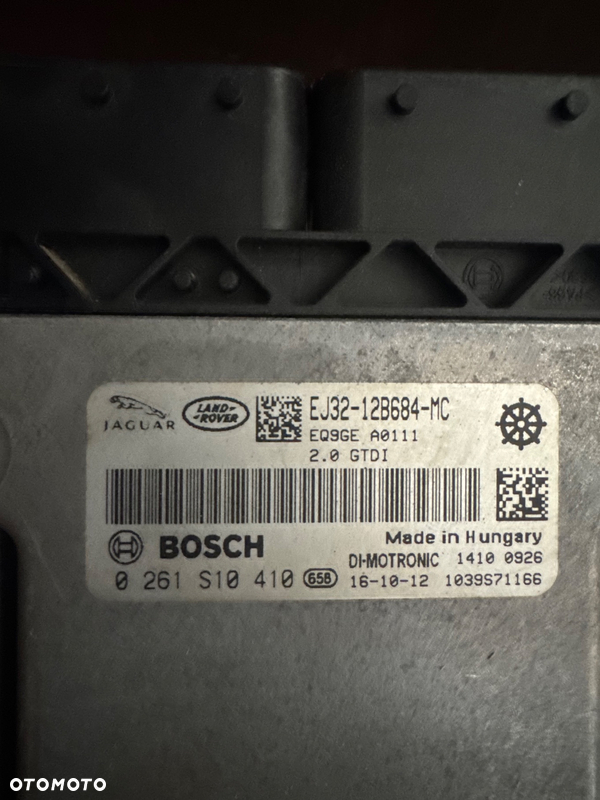 JAGUAR
LAND-
ROVER
EJ32-12B684-MC
EQ9GE A0111
2.0 GTDI
BOSCH
Made in Hungary
DI-MOTRONIC 1410 0926
0 261 S10 410 65B 16-10-12 1039S71166
OTOMOTO